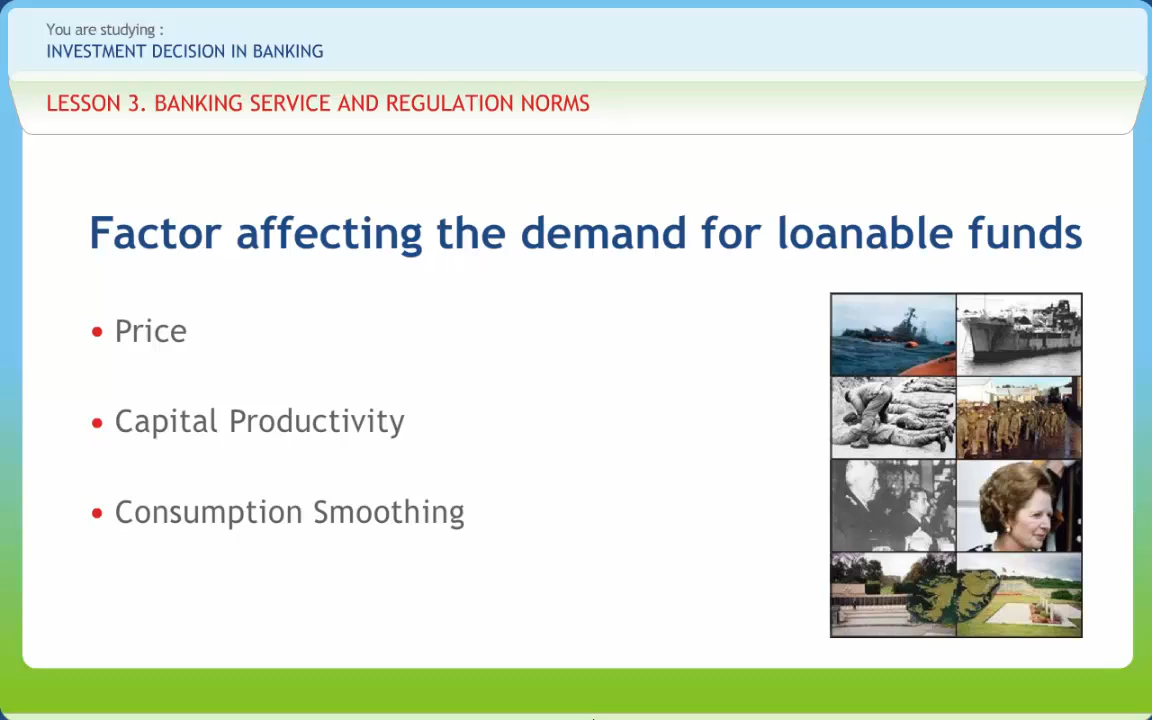 You are studying :
INVESTMENT DECISION IN BANKING
LESSON 3. BANKING SERVICE AND REGULATION NORMS
Factor affecting the demand for loanable funds
• Price
• Capital Productivity
• Consumption Smoothing